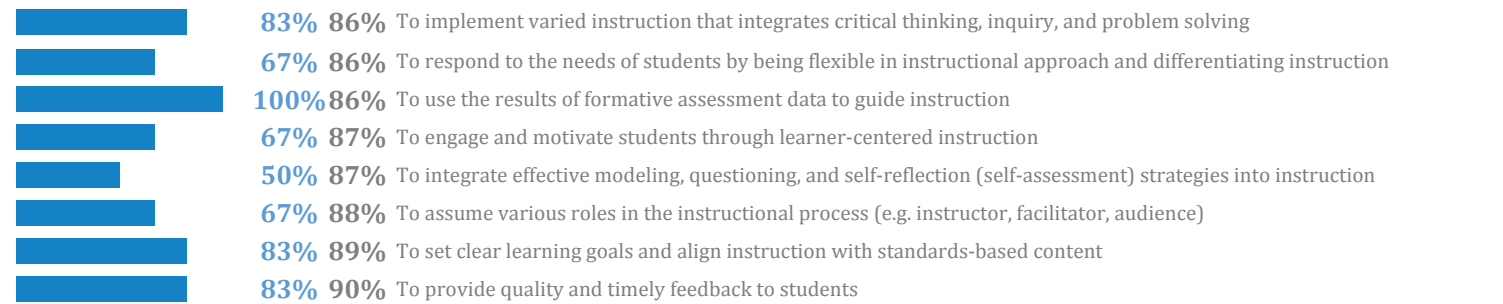 83% 86% To implement varied instruction that integrates critical thinking, inquiry, and problem solving
67% 86% To respond to the needs of students by being flexible in instructional approach and differentiating instruction
100% 86% To use the results of formative assessment data to guide instruction
67% 87% To engage and motivate students through learner-centered instruction
50% 87% To integrate effective modeling, questioning, and self-reflection (self-assessment) strategies into instruction
67% 88% To assume various roles in the instructional process (e.g. instructor, facilitator, audience)
83% 89% To set clear learning goals and align instruction with standards-based content
83% 90% To provide quality and timely feedback to students